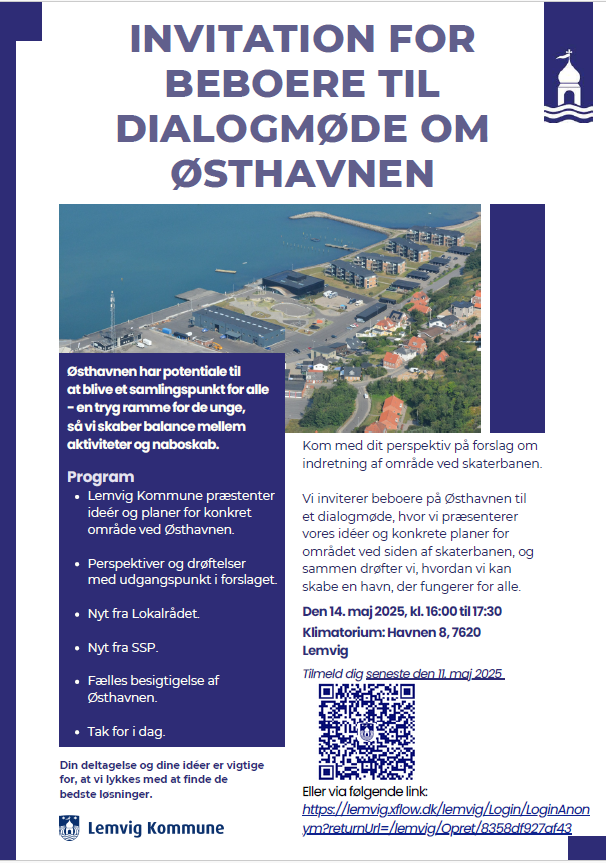 INVITATION FOR
BEBOERE TIL
DIALOGMØDE OM
ØSTHAVNEN
Østhavnen har potentiale til
at blive et samlingspunkt for alle
- en tryg ramme for de unge,
så vi skaber balance mellem
aktiviteter og naboskab.
Program
• Lemvig Kommune præstenter
ideér og planer for konkret
område ved Østhavnen.
• Perspektiver og drøftelser
med udgangspunkt i forslaget.
• Nyt fra Lokalrådet.
• Nyt fra SSP.
• Fælles besigtigelse af
Østhavnen.
• Tak for i dag.
Din deltagelse og dine idéer er vigtige
for, at vi lykkes med at finde de
bedste løsninger.
Lemvig Kommune
Kom med dit perspektiv på forslag om
indretning af område ved skaterbanen.
Vi inviterer beboere på Østhavnen til
et dialogmøde, hvor vi præsenterer
vores idéer og konkrete planer for
området ved siden af skaterbanen, og
sammen drøfter vi, hvordan vi kan
skabe en havn, der fungerer for alle.
Den 14. maj 2025, kl. 16:00 til 17:30
Klimatorium: Havnen 8, 7620
Lemvig
Tilmeld dig seneste den 11. maj 2025
Eller via følgende link:
https://lemvig.xflow.dk/lemvig/Login/LoginAnon
ym?returnUrl=/lemvig/Opret/8358df927af43